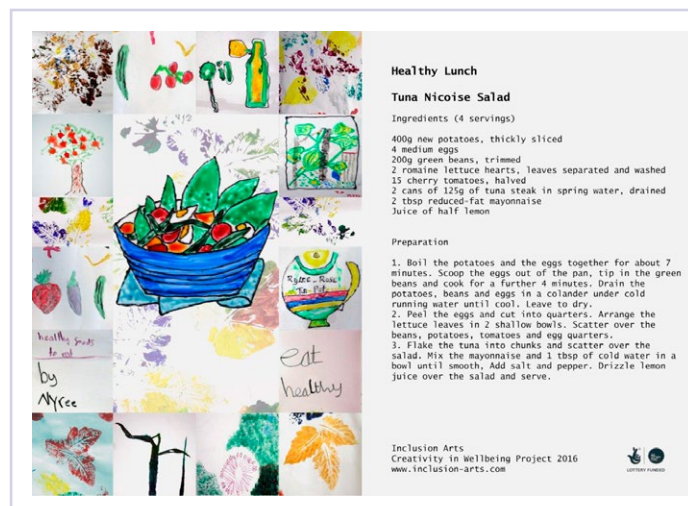 oil
Rylee-Rose
healthy foods
to eat
by
Nyree
eat
healthy
Healthy Lunch
Tuna Nicoise Salad
Ingredients (4 servings)
400g new potatoes, thickly sliced
4 medium eggs
200g green beans, trimmed
2 romaine lettuce hearts, leaves separated and washed
15 cherry tomatoes, halved
2 cans of 125g of tuna steak in spring water, drained
2 tbsp reduced-fat mayonnaise
Juice of half lemon
Preparation
1. Boil the potatoes and the eggs together for about 7
minutes. Scoop the eggs out of the pan, tip in the green
beans and cook for a further 4 minutes. Drain the
potatoes, beans and eggs in a colander under cold
running water until cool. Leave to dry.
2. Peel the eggs and cut into quarters. Arrange the
lettuce leaves in 2 shallow bowls. Scatter over the
beans, potatoes, tomatoes and egg quarters.
3. Flake the tuna into chunks and scatter over the
salad. Mix the mayonnaise and 1 tbsp of cold water in a
bowl until smooth, Add salt and pepper. Drizzle lemon
juice over the salad and serve.
Inclusion Arts
Creativity in Wellbeing Project 2016
www.inclusion-arts.com
LOTTERY FUNDED